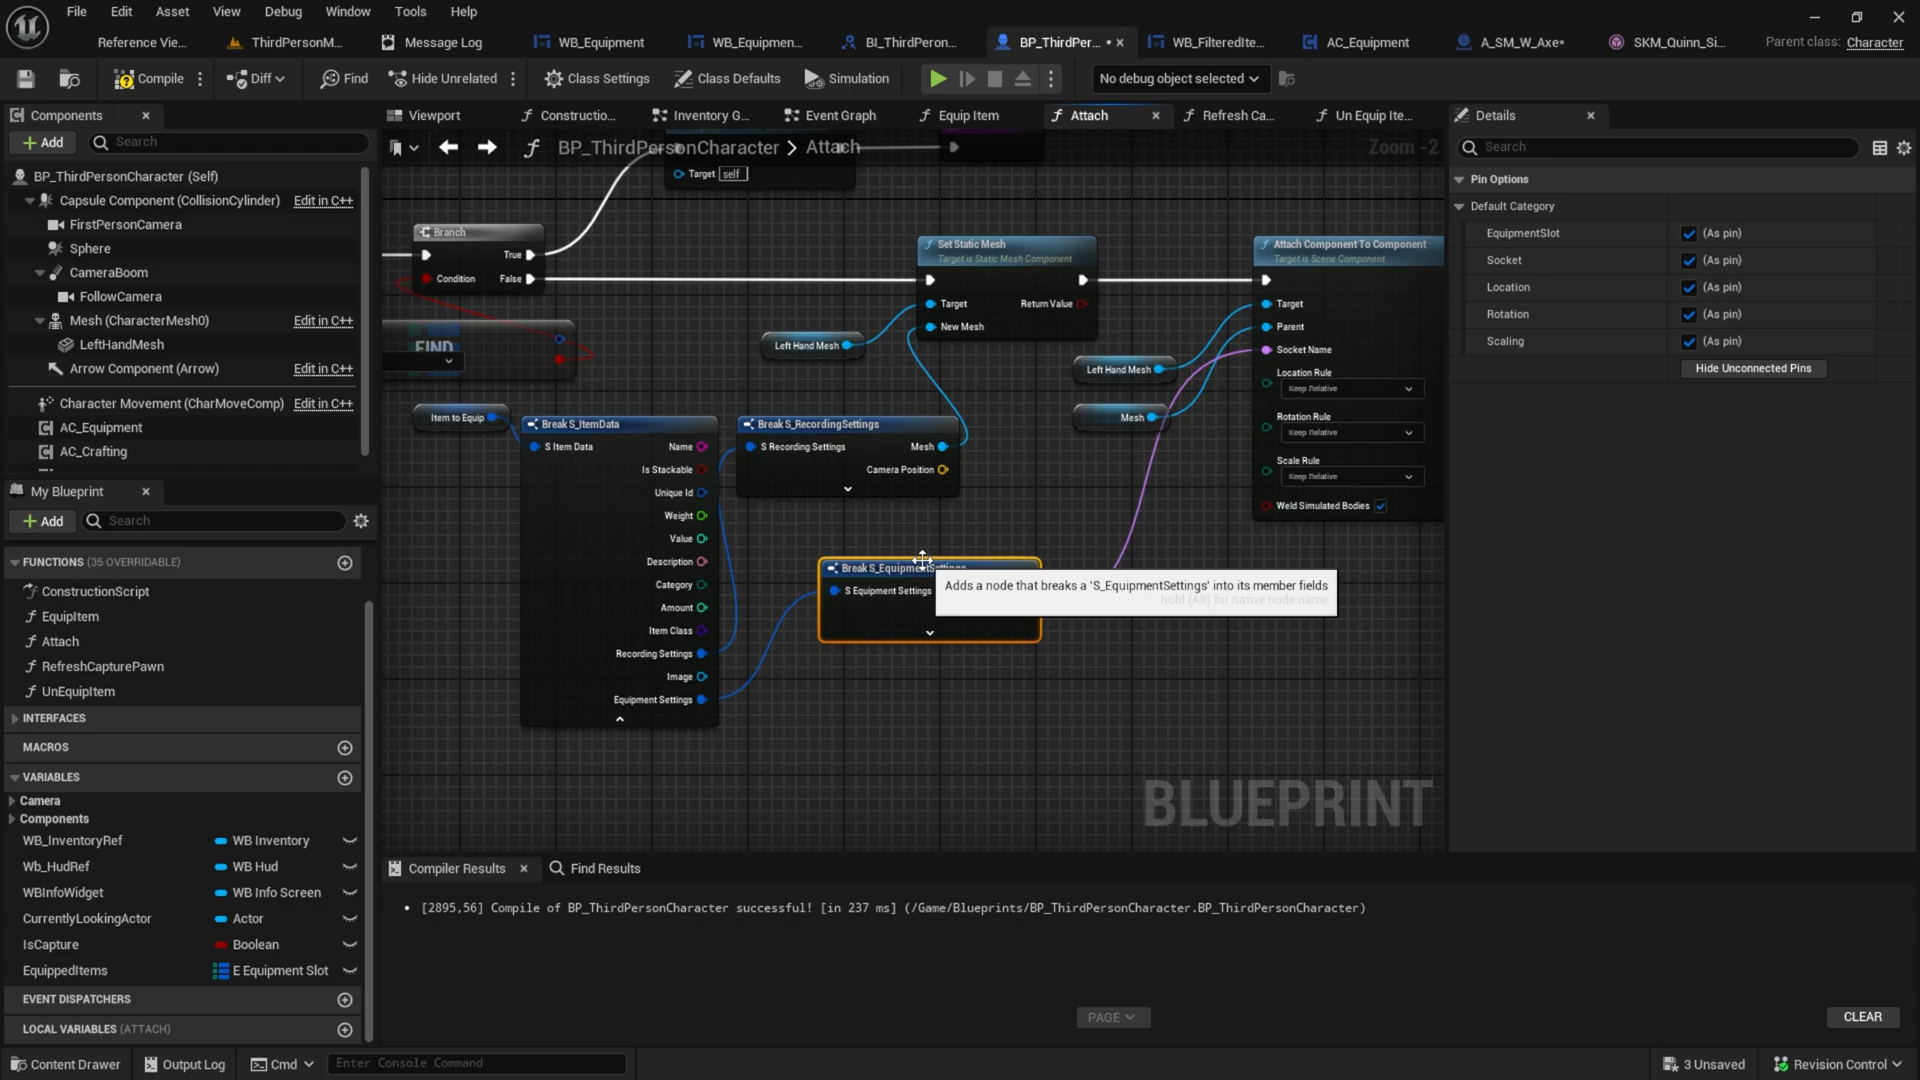 File Edit Asset View Debug Window Tools Help
Reference Vie... ThirdPersonM... Message Log WB_Equipment WB_Equipmen... BI_ThirdPeron... BP_ThirdPer... * WB_FilteredIte... AC_Equipment A_SM_W_Axe* SKM_Quinn_Si... Parent class: Character
Compile Diff Find Hide Unrelated Class Settings Class Defaults Simulation No debug object selected
Components
Viewport Constructio... Inventory G... Event Graph Equip Item Attach Refresh Ca... Un Equip Ite...
Details
Add Search
BP_ThirdPersonCharacter > Attach
Zoom -2
Search
BP_ThirdPersonCharacter (Self)
Capsule Component (CollisionCylinder) Edit in C++
FirstPersonCamera
Sphere
CameraBoom
FollowCamera
Mesh (CharacterMesh0) Edit in C++
LeftHandMesh
Arrow Component (Arrow) Edit in C++
Character Movement (CharMoveComp) Edit in C++
AC_Equipment
AC_Crafting
My Blueprint
Add Search
FUNCTIONS (35 OVERRIDABLE)
ConstructionScript
EquipItem
Attach
RefreshCapturePawn
UnEquipItem
INTERFACES
MACROS
VARIABLES
Camera
Components
WB_InventoryRef WB Inventory
Wb_HudRef WB Hud
WBInfoWidget WB Info Screen
CurrentlyLookingActor Actor
IsCapture Boolean
EquippedItems E Equipment Slot
EVENT DISPATCHERS
LOCAL VARIABLES (ATTACH)
Target self
Branch
True
Condition False
FIND
Set Static Mesh
Target is Static Mesh Component
Target Return Value
New Mesh
Left Hand Mesh
Attach Component To Component
Target is Scene Component
Target
Parent
Socket Name
Location Rule
Keep Relative
Rotation Rule
Keep Relative
Scale Rule
Keep Relative
Weld Simulated Bodies
Left Hand Mesh
Mesh
Item to Equip
Break S_ItemData
S Item Data Name
Is Stackable
Unique Id
Weight
Value
Description
Category
Amount
Item Class
Recording Settings
Image
Equipment Settings
Break S_RecordingSettings
S Recording Settings Mesh
Camera Position
Break S_EquipmentSettings
S Equipment Settings
Adds a node that breaks a 'S_EquipmentSettings' into its member fields
hold (Alt) for native node name
BLUEPRINT
Pin Options
Default Category
EquipmentSlot (As pin)
Socket (As pin)
Location (As pin)
Rotation (As pin)
Scaling (As pin)
Hide Unconnected Pins
Compiler Results Find Results
[2895,56] Compile of BP_ThirdPersonCharacter successful! [in 237 ms] (/Game/Blueprints/BP_ThirdPersonCharacter.BP_ThirdPersonCharacter)
PAGE CLEAR
Content Drawer Output Log Cmd Enter Console Command 3 Unsaved Revision Control